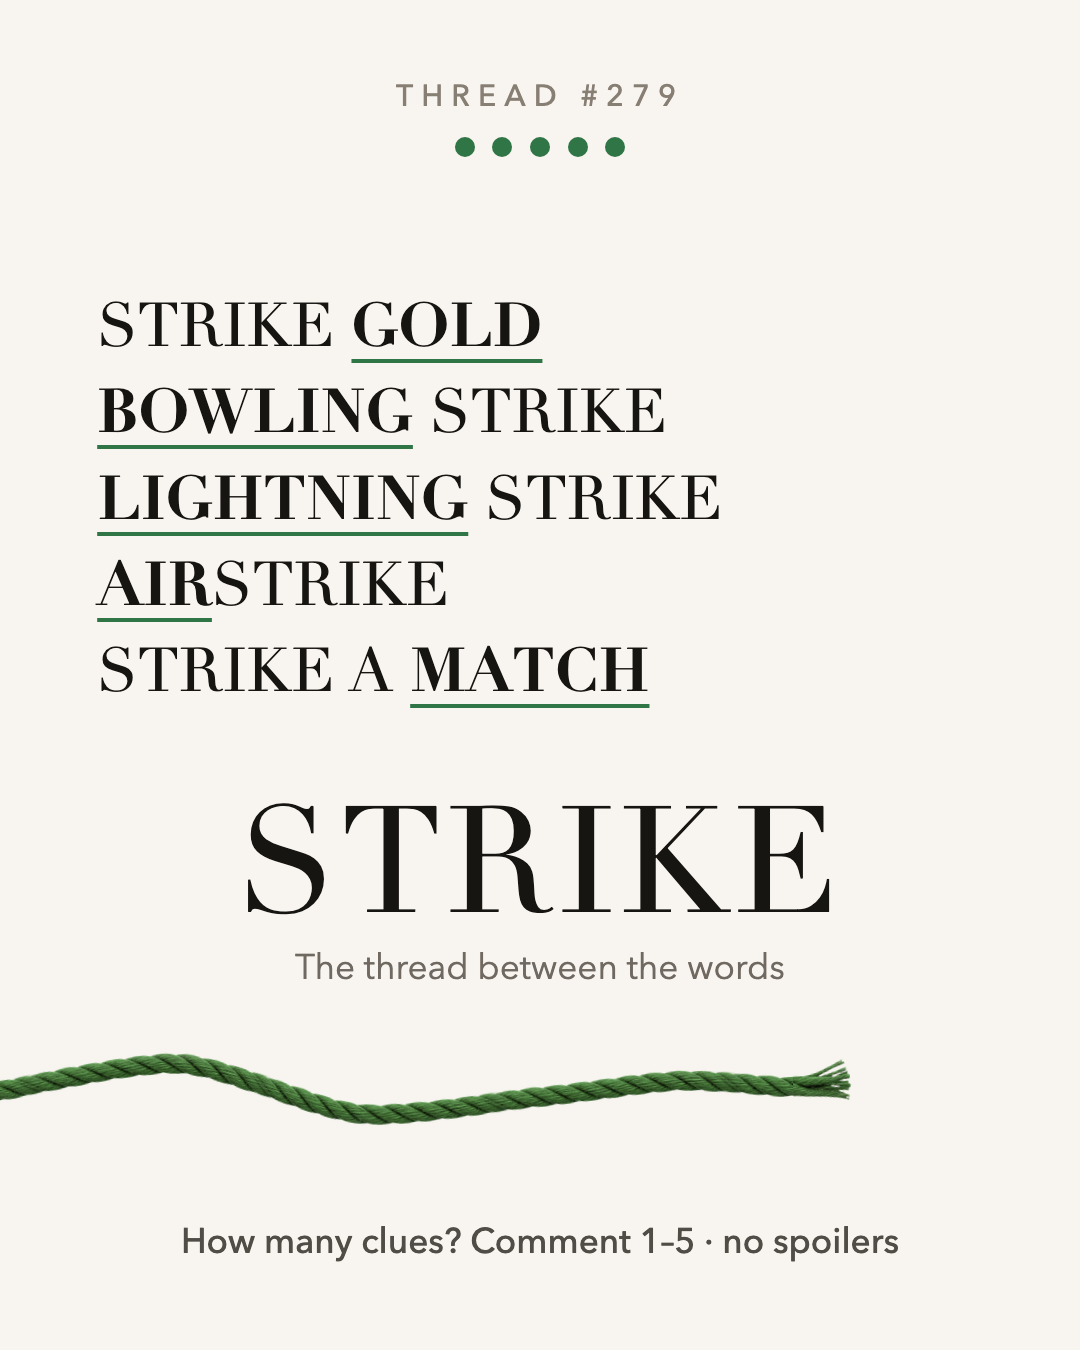 THREAD #279
STRIKE GOLD
BOWLING STRIKE
LIGHTNING STRIKE
AIRSTRIKE
STRIKE A MATCH
STRIKE
The thread between the words
How many clues? Comment 1–5 · no spoilers